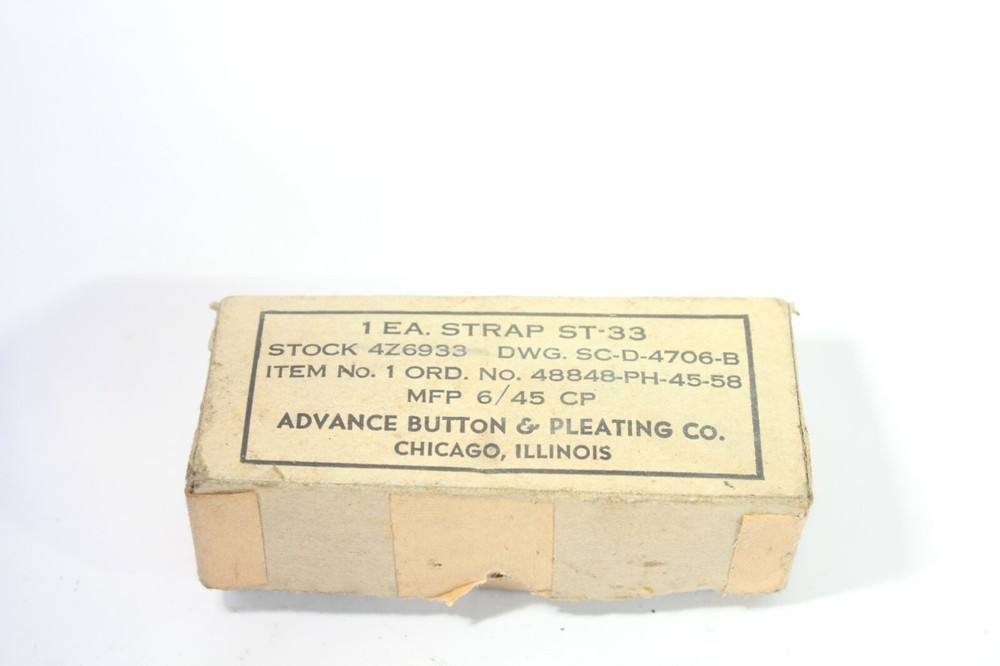 1 EA. STRAP ST-33
STOCK 4Z6933 DWG. SC-D-4706-B
ITEM No. 1 ORD. No. 48848-PH-45-58
MFP 6/45 CP
ADVANCE BUTTON & PLEATING CO.
CHICAGO, ILLINOIS